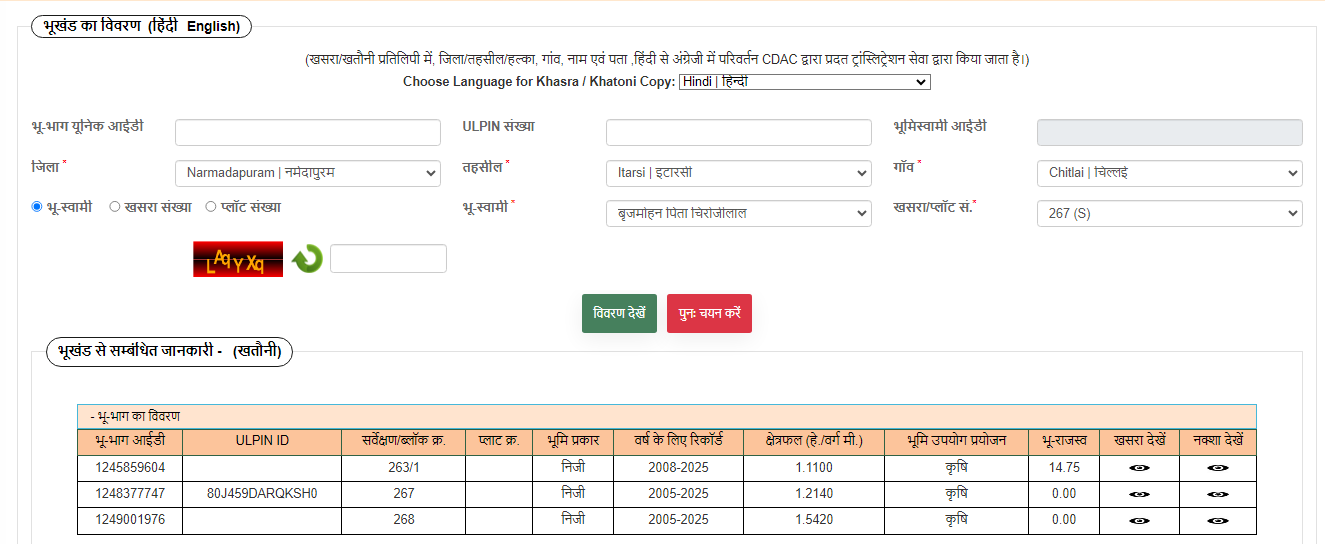 भूखंड का विवरण (हिंदी English)
(खसरा/खतौनी प्रतिलिपी में, जिला/तहसील/हल्का, गांव, नाम एवं पता ,हिंदी से अंग्रेजी में परिवर्तन CDAC द्वारा प्रदत ट्रांस्लिट्रेशन सेवा द्वारा किया जाता है।)
Choose Language for Khasra / Khatoni Copy: Hindi | हिन्दी
भू-भाग यूनिक आईडी ULPIN संख्या भूमिस्वामी आईडी
जिला * Narmadapuram | नर्मदापुरम तहसील * Itarsi | इटारसी गाँव * Chitlai | चिल्लई
भू-स्वामी खसरा संख्या प्लॉट संख्या भू-स्वामी * बृजमोहन पिता चिरोंजीलाल खसरा/प्लॉट सं.* 267 (S)
LAqYXq
विवरण देखें पुनः चयन करें
भूखंड से सम्बंधित जानकारी - (खतौनी)
- भू-भाग का विवरण
भू-भाग आईडी ULPIN ID सर्वेक्षण/ब्लॉक क्र. प्लाट क्र. भूमि प्रकार वर्ष के लिए रिकॉर्ड क्षेत्रफल (हे./वर्ग मी.) भूमि उपयोग प्रयोजन भू-राजस्व खसरा देखें नक्शा देखें
1245859604 263/1 निजी 2008-2025 1.1100 कृषि 14.75
1248377747 80J459DARQKSH0 267 निजी 2005-2025 1.2140 कृषि 0.00
1249001976 268 निजी 2005-2025 1.5420 कृषि 0.00